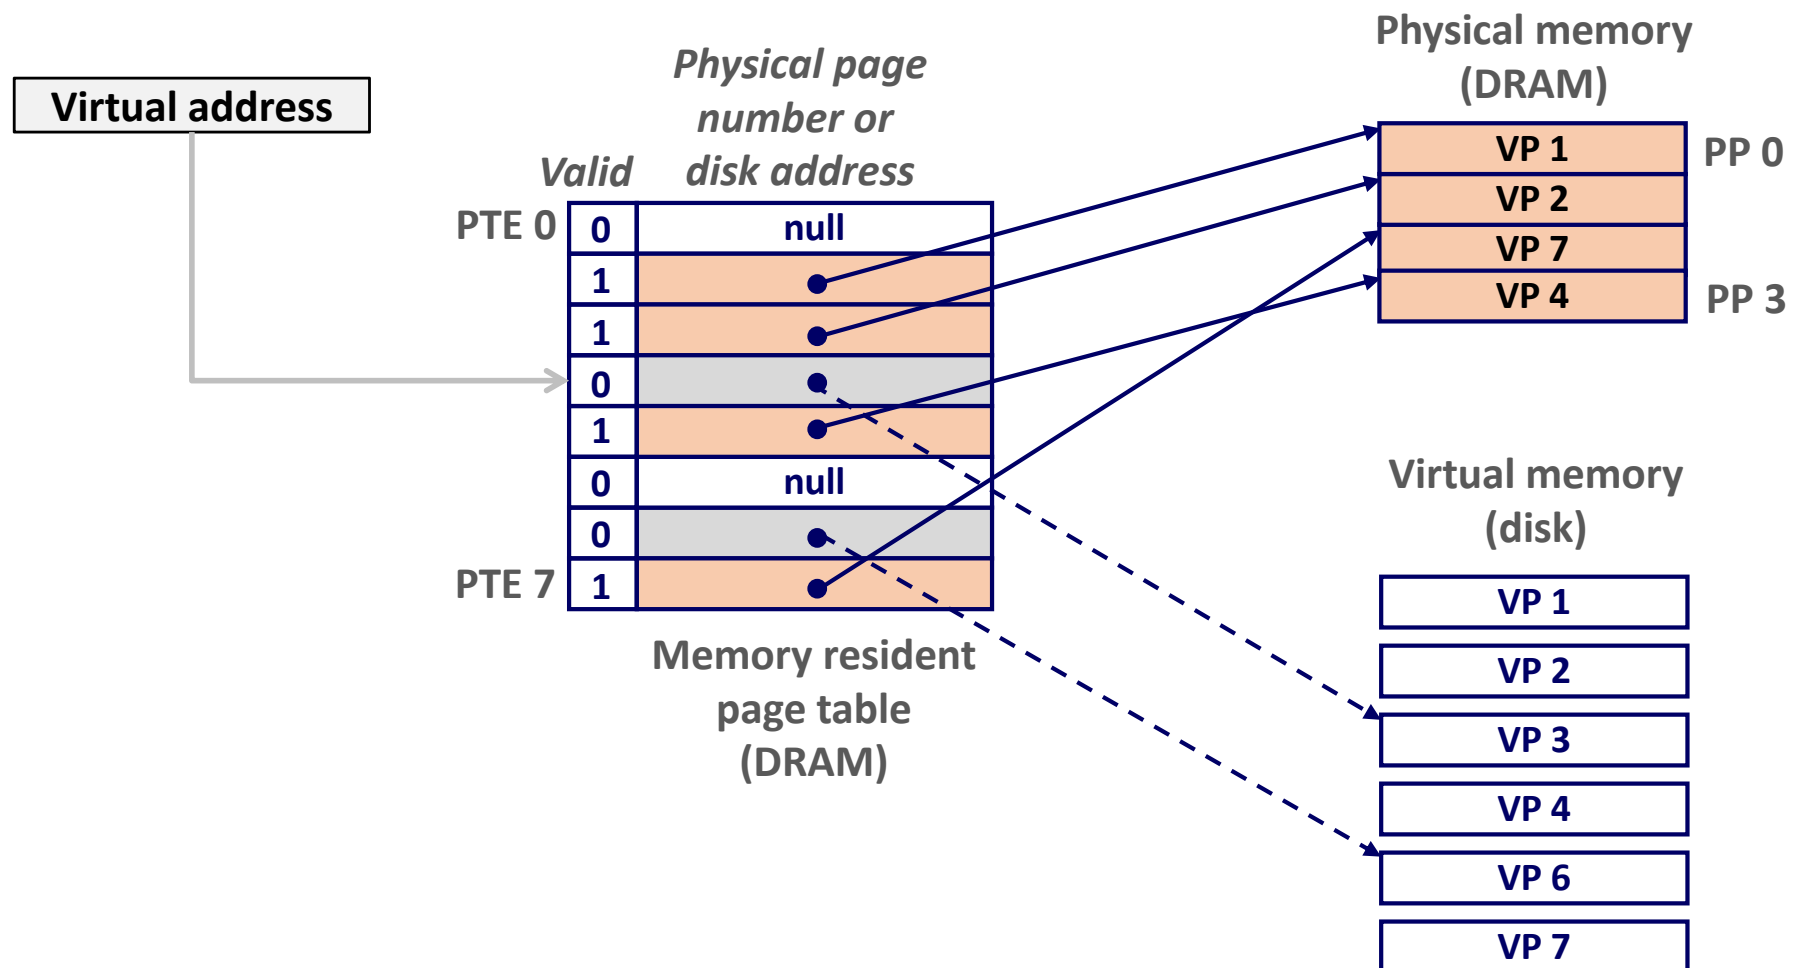 Virtual address
Physical page
number or
disk address
Valid
PTE 0
0
null
1
1
0
1
0
null
0
PTE 7
1
Memory resident
page table
(DRAM)
Physical memory
(DRAM)
VP 1
PP 0
VP 2
VP 7
VP 4
PP 3
Virtual memory
(disk)
VP 1
VP 2
VP 3
VP 4
VP 6
VP 7